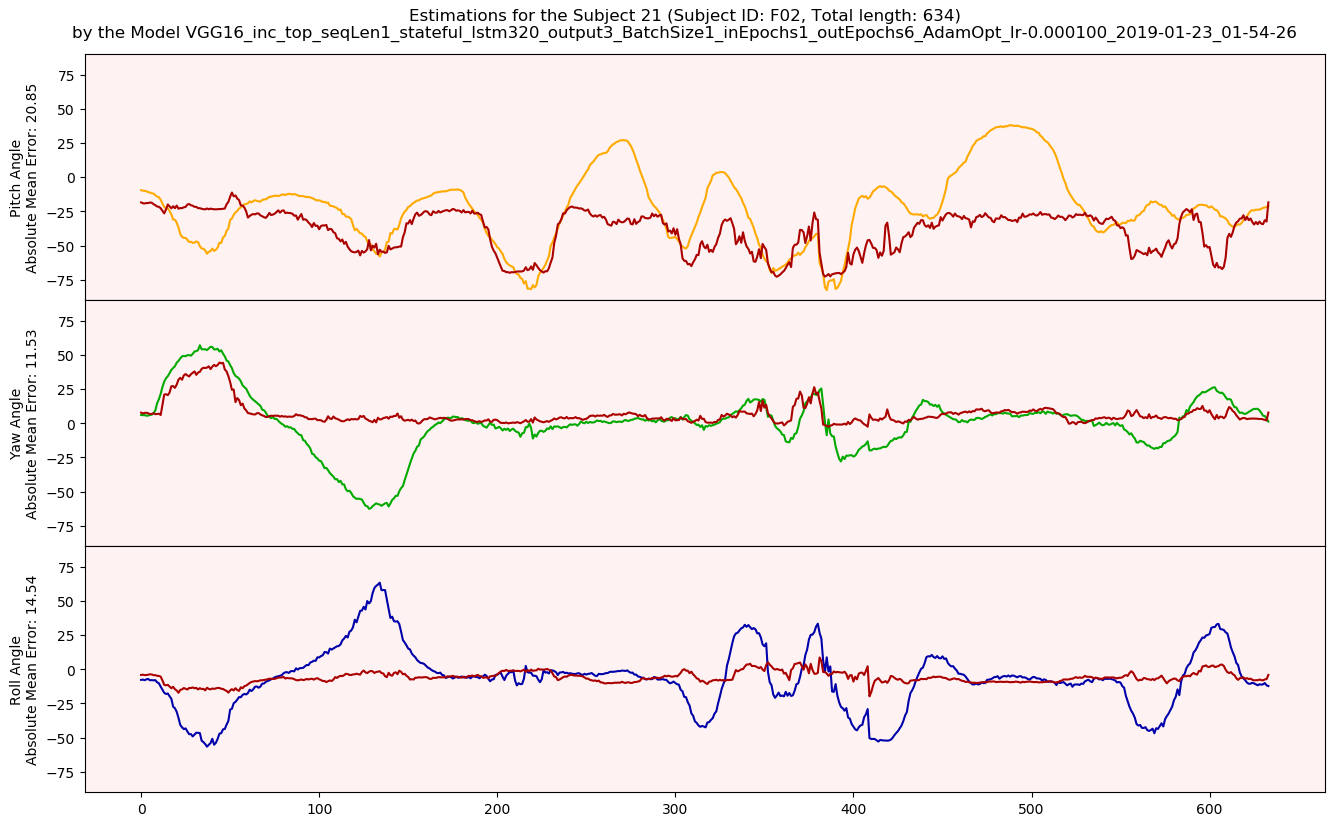 Estimations for the Subject 21 (Subject ID: F02, Total length: 634)
by the Model VGG16_inc_top_seqLen1_stateful_lstm320_output3_BatchSize1_inEpochs1_outEpochs6_AdamOpt_lr-0.000100_2019-01-23_01-54-26
Pitch Angle
Absolute Mean Error: 20.85
75
50
25
0
−25
−50
−75
Yaw Angle
Absolute Mean Error: 11.53
75
50
25
0
−25
−50
−75
Roll Angle
Absolute Mean Error: 14.54
75
50
25
0
−25
−50
−75
0 100 200 300 400 500 600